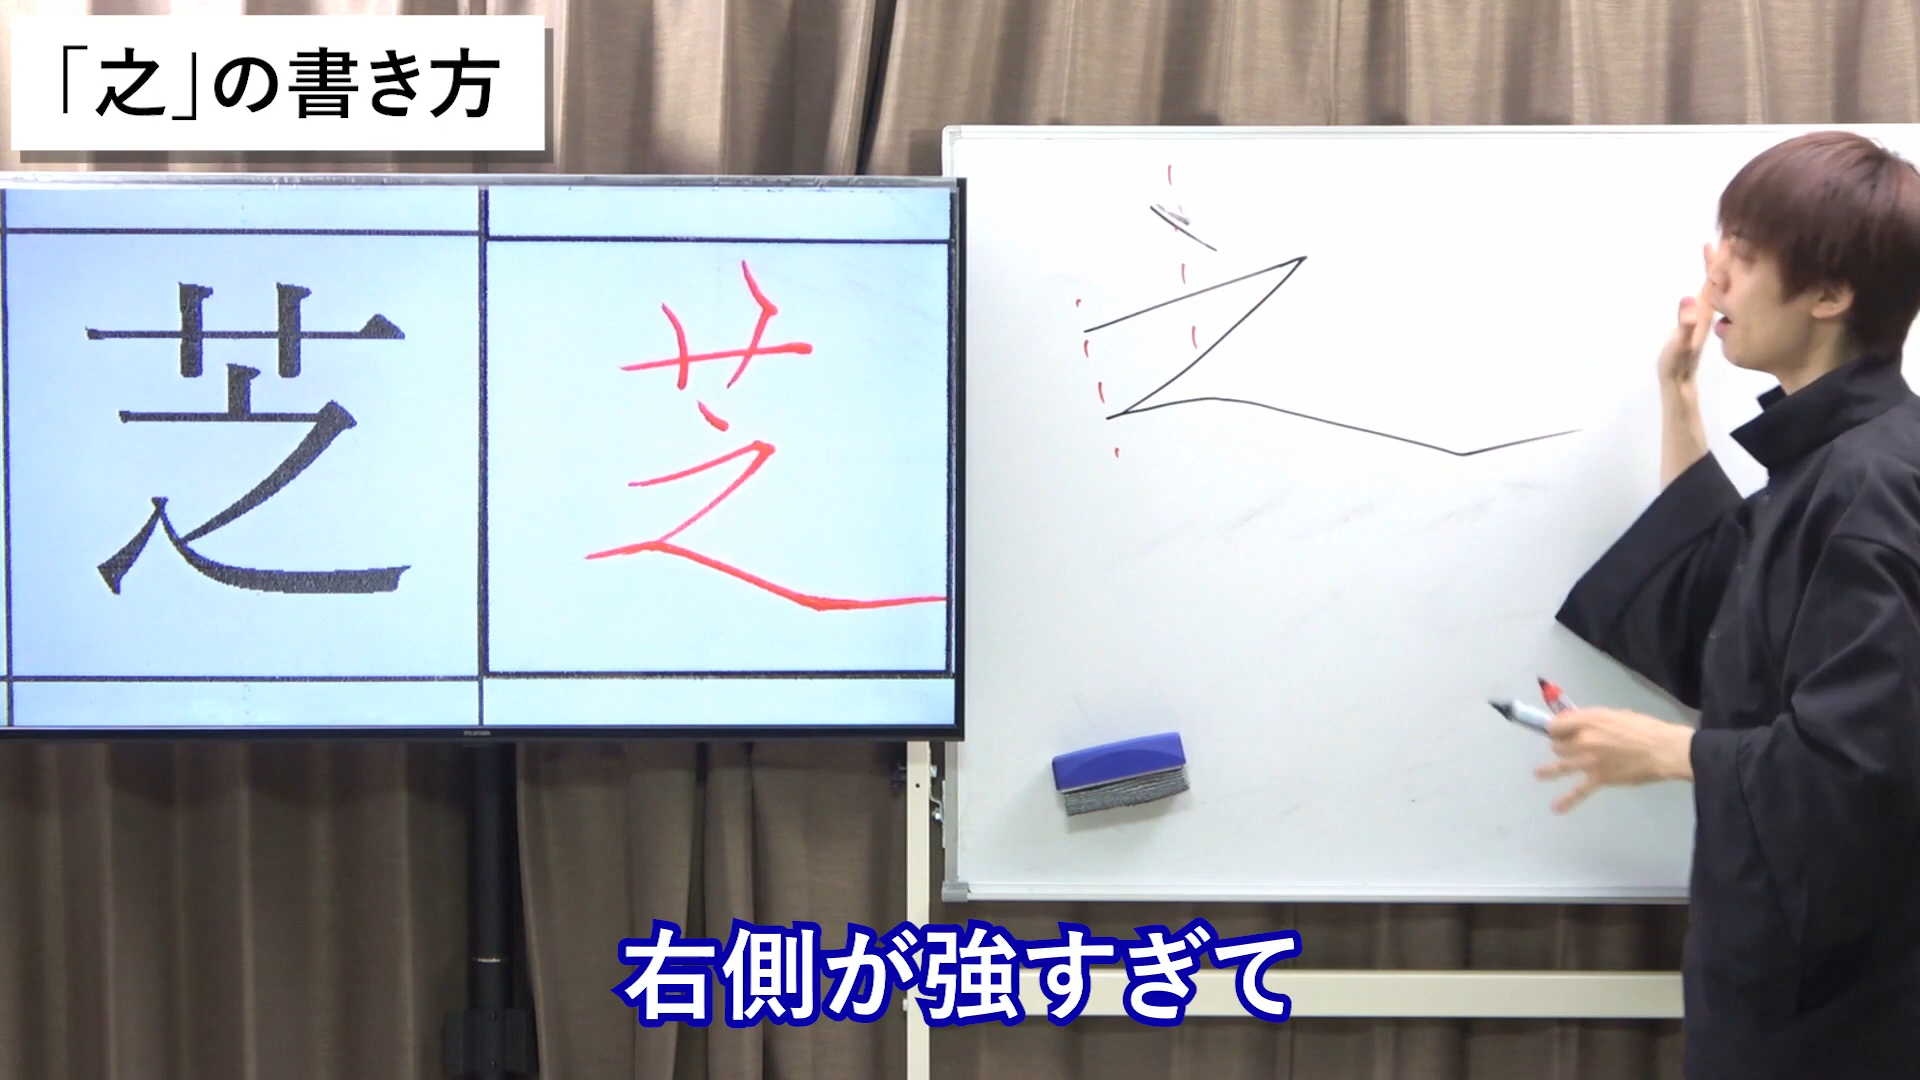 「之」の書き方
芝 芝
之
右側が強すぎて